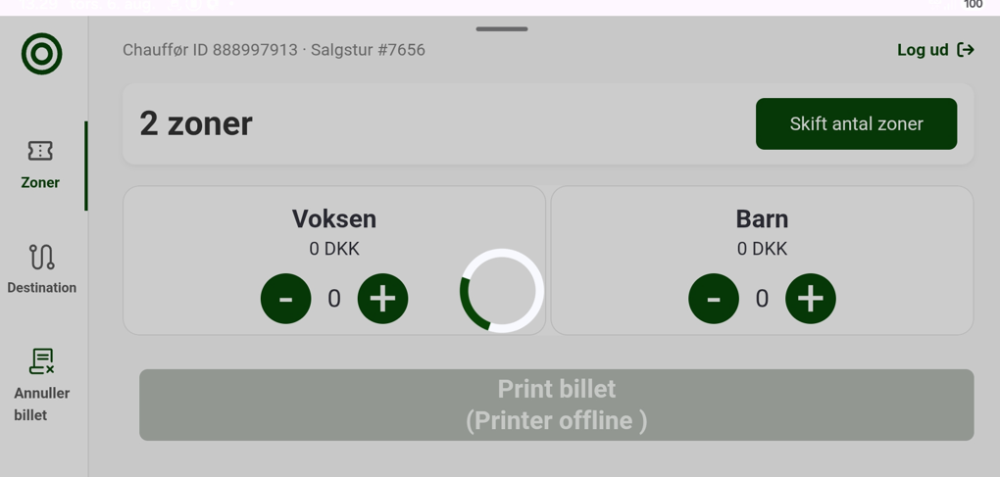 100
Chauffør ID 888997913 · Salgstur #7656
Log ud
2 zoner
Skift antal zoner
Zoner
Voksen
0 DKK
- 0 +
Barn
0 DKK
- 0 +
Destination
Annuller
billet
Print billet
(Printer offline )